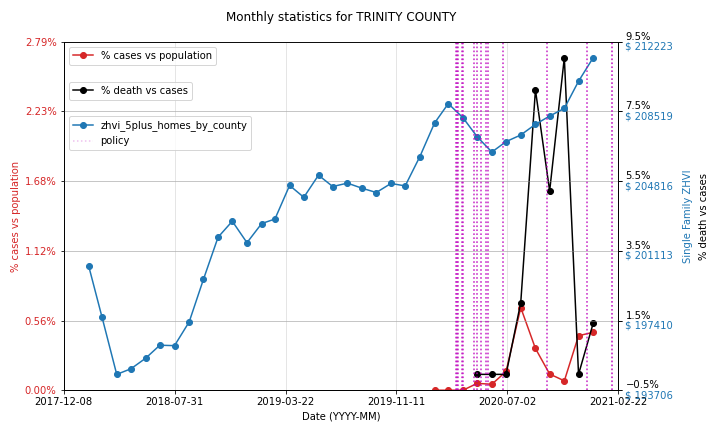 Monthly statistics for TRINITY COUNTY
2.79%
2.23%
1.68%
1.12%
0.56%
0.00%
% cases vs population
% cases vs population
% death vs cases
zhvi_5plus_homes_by_county
policy
9.5%
$ 212223
7.5%
$ 208519
5.5%
$ 204816
3.5%
$ 201113
1.5%
$ 197410
−0.5%
$ 193706
Single Family ZHVI
% death vs cases
2017-12-08
2018-07-31
2019-03-22
2019-11-11
2020-07-02
2021-02-22
Date (YYYY-MM)